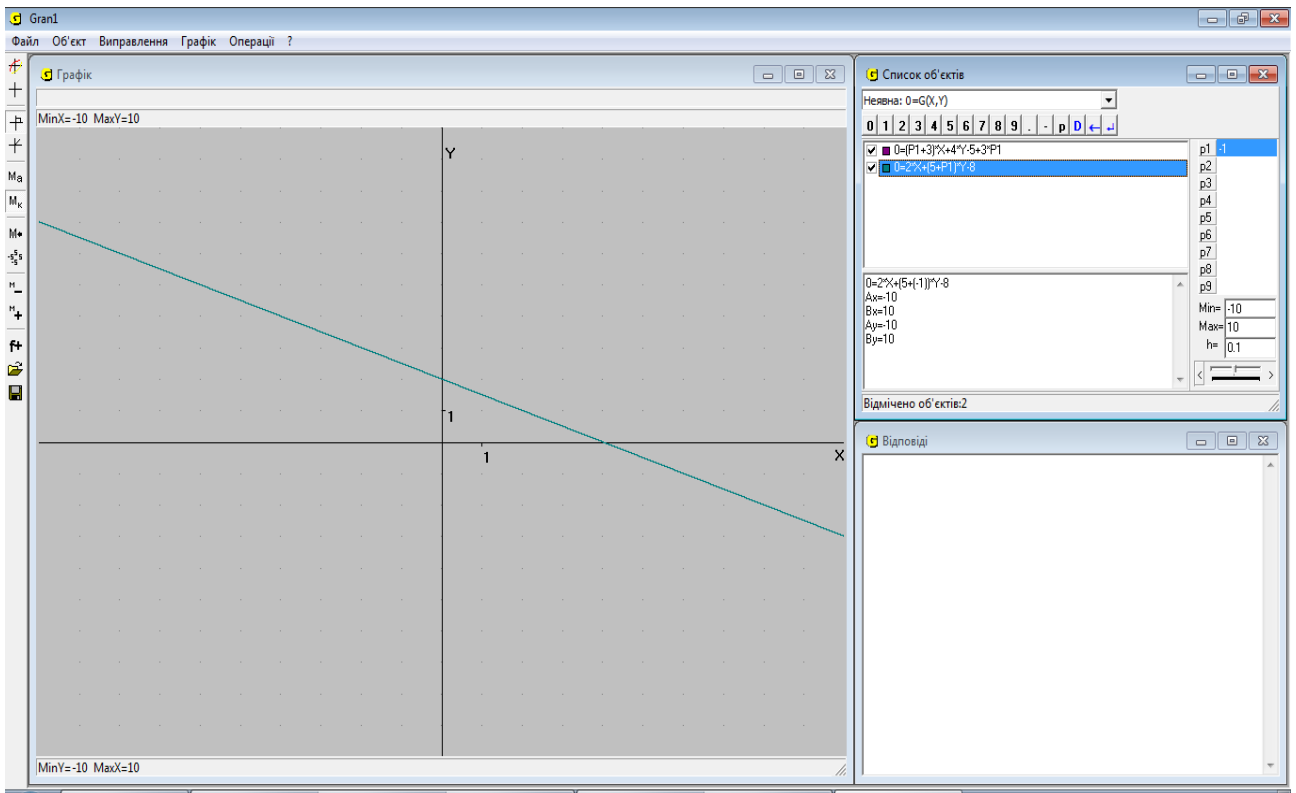 Gran1
Файл Об'єкт Виправлення Графік Операції ?
Графік
MinX=-10 MaxY=10
Y
1
1
X
MinY=-10 MaxX=10
Ma
Mк
M
M
M
f+
Список об'єктів
Неявна: 0=G(X,Y)
0 1 2 3 4 5 6 7 8 9 . - p D ← ↵
0=(P1+3)*X+4*Y-5+3*P1
0=2*X+(5+P1)*Y-8
p1 -1
p2
p3
p4
p5
p6
p7
p8
p9
0=2*X+(5+(-1))*Y-8
Ax=-10
Bx=10
Ay=-10
By=10
Min= -10
Max= 10
h= 0.1
Відмічено об'єктів:2
Відповіді